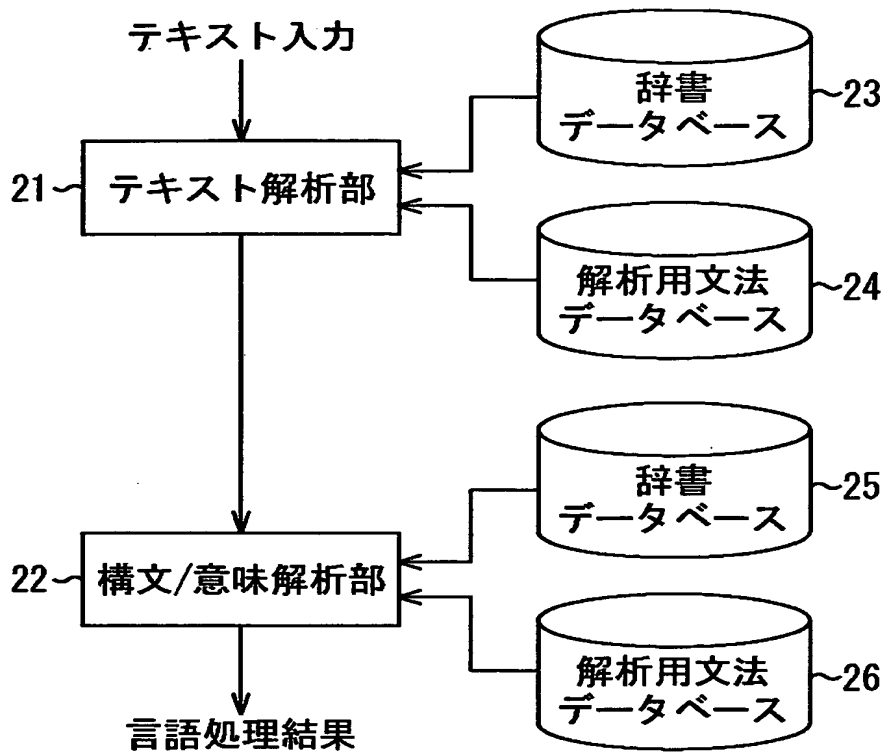 テキスト入力
辞書
データベース
23
21
テキスト解析部
解析用文法
データベース
24
辞書
データベース
25
22
構文/意味解析部
解析用文法
データベース
26
言語処理結果